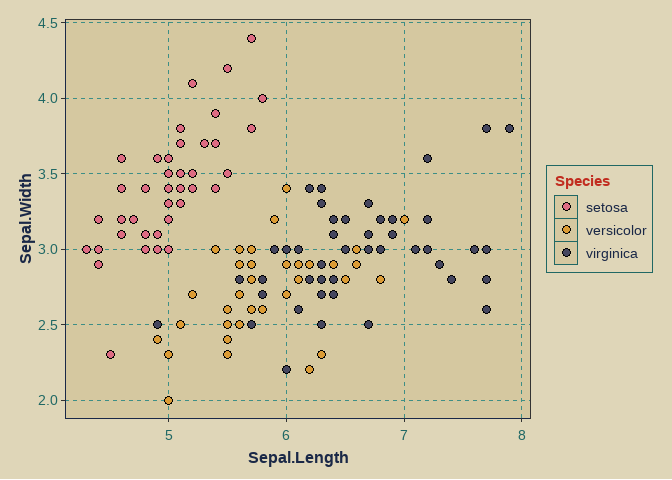 4.5
4.0
3.5
3.0
2.5
2.0
Sepal.Width
5 6 7 8
Sepal.Length
Species
setosa
versicolor
virginica